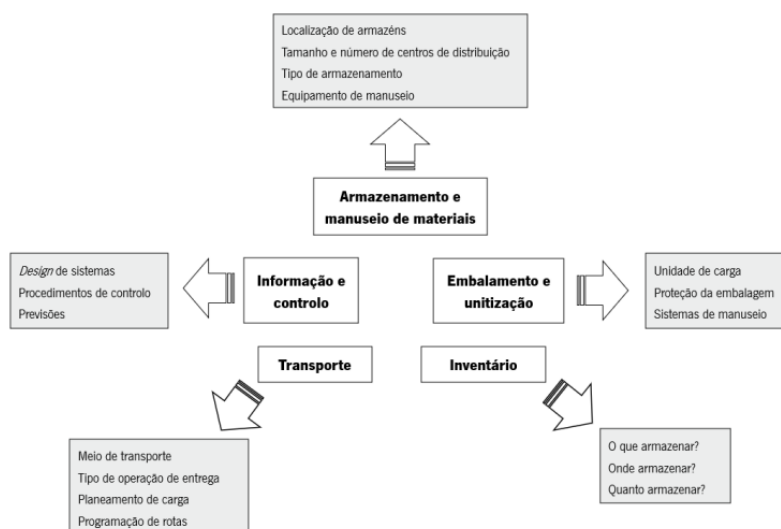 Localização de armazéns
Tamanho e número de centros de distribuição
Tipo de armazenamento
Equipamento de manuseio
Armazenamento e
manuseio de materiais
Design de sistemas
Procedimentos de controlo
Previsões
Informação e
controlo
Embalamento e
unitização
Unidade de carga
Proteção da embalagem
Sistemas de manuseio
Transporte
Inventário
Meio de transporte
Tipo de operação de entrega
Planeamento de carga
Programação de rotas
O que armazenar?
Onde armazenar?
Quanto armazenar?